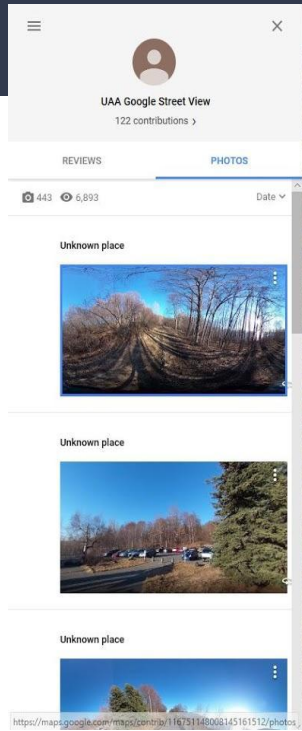 UAA Google Street View
122 contributions ›
REVIEWS PHOTOS
443 6,893 Date
Unknown place
Unknown place
Unknown place
https://maps.google.com/maps/contrib/116751148008145161512/photos